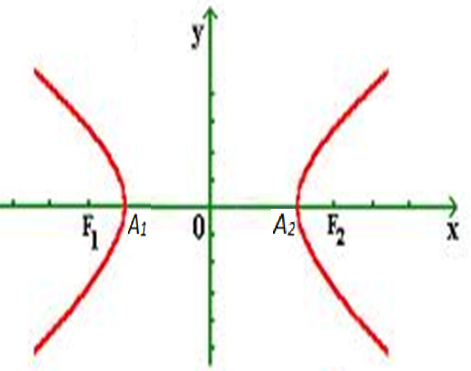 y
F₁ A₁ 0 A₂ F₂ x